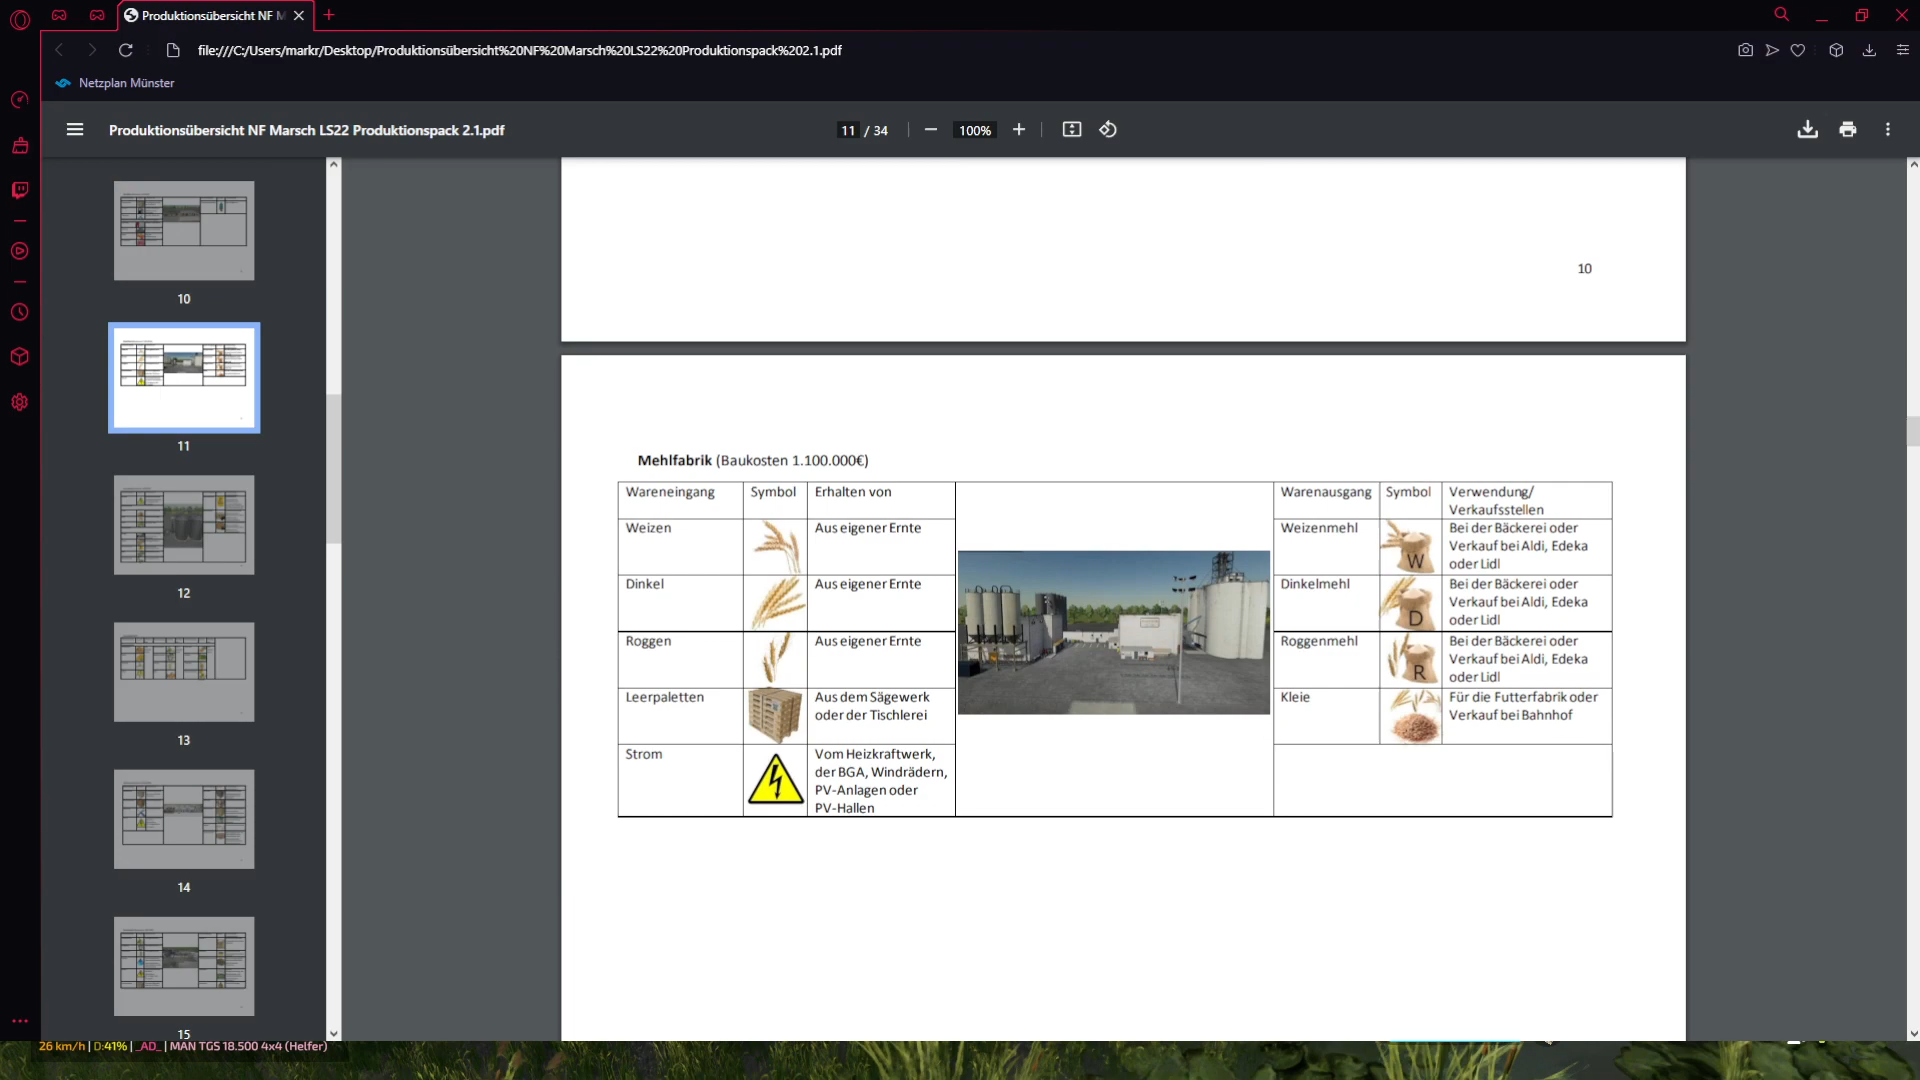 Produktionsübersicht NF M
file:///C:/Users/markr/Desktop/Produktionsübersicht%20NF%20Marsch%20LS22%20Produktionspack%202.1.pdf
Netzplan Münster
Produktionsübersicht NF Marsch LS22 Produktionspack 2.1.pdf
11 / 34
100%
10
11
12
13
14
15
10
Mehlfabrik (Baukosten 1.100.000€)
Wareneingang Symbol Erhalten von Warenausgang Symbol Verwendung/
Verkaufsstellen
Weizen Aus eigener Ernte Weizenmehl W Bei der Bäckerei oder
Verkauf bei Aldi, Edeka
oder Lidl
Dinkel Aus eigener Ernte Dinkelmehl D Bei der Bäckerei oder
Verkauf bei Aldi, Edeka
oder Lidl
Roggen Aus eigener Ernte Roggenmehl R Bei der Bäckerei oder
Verkauf bei Aldi, Edeka
oder Lidl
Leerpaletten Aus dem Sägewerk Kleie Für die Futterfabrik oder
oder der Tischlerei Verkauf bei Bahnhof
Strom Vom Heizkraftwerk,
der BGA, Windrädern,
PV-Anlagen oder
PV-Hallen
26 km/h | D:41% | _AD_ | MAN TGS 18.500 4x4 (Helfer)